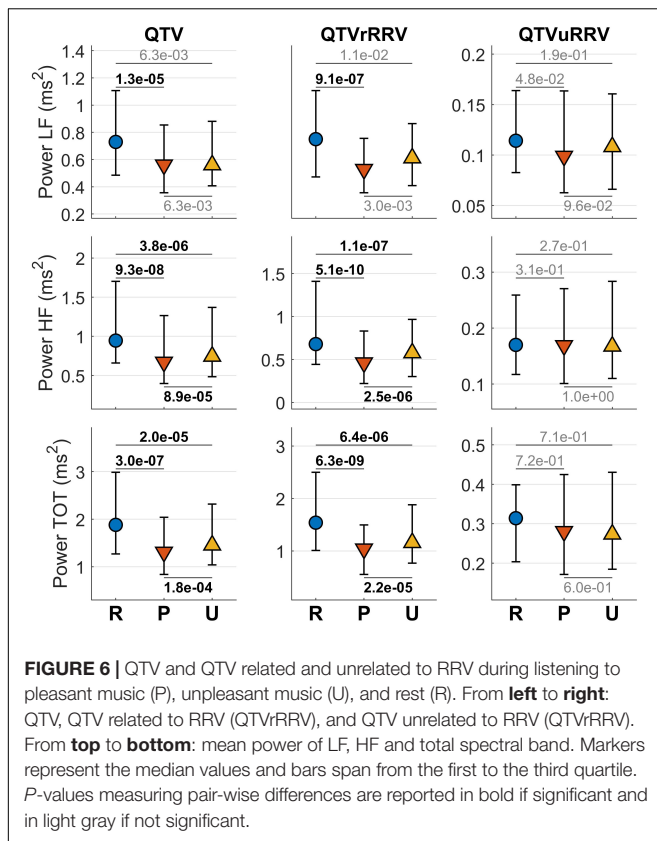 QTV QTVrRRV QTVuRRV
Power LF (ms²)
1.4
1.2
1
0.8
0.6
0.4
0.2
6.3e-03
1.3e-05
6.3e-03
1.1e-02
9.1e-07
3.0e-03
0.2
0.15
0.1
0.05
1.9e-01
4.8e-02
9.6e-02
Power HF (ms²)
2
1.5
1
0.5
3.8e-06
9.3e-08
8.9e-05
1.5
1
0.5
0
1.1e-07
5.1e-10
2.5e-06
0.3
0.2
0.1
2.7e-01
3.1e-01
1.0e+00
Power TOT (ms²)
3
2
1
2.0e-05
3.0e-07
1.8e-04
3
2
1
6.4e-06
6.3e-09
2.2e-05
0.5
0.4
0.3
0.2
7.1e-01
7.2e-01
6.0e-01
R P U R P U R P U
FIGURE 6 | QTV and QTV related and unrelated to RRV during listening to
pleasant music (P), unpleasant music (U), and rest (R). From left to right:
QTV, QTV related to RRV (QTVrRRV), and QTV unrelated to RRV (QTVrRRV).
From top to bottom: mean power of LF, HF and total spectral band. Markers
represent the median values and bars span from the first to the third quartile.
P-values measuring pair-wise differences are reported in bold if significant and
in light gray if not significant.